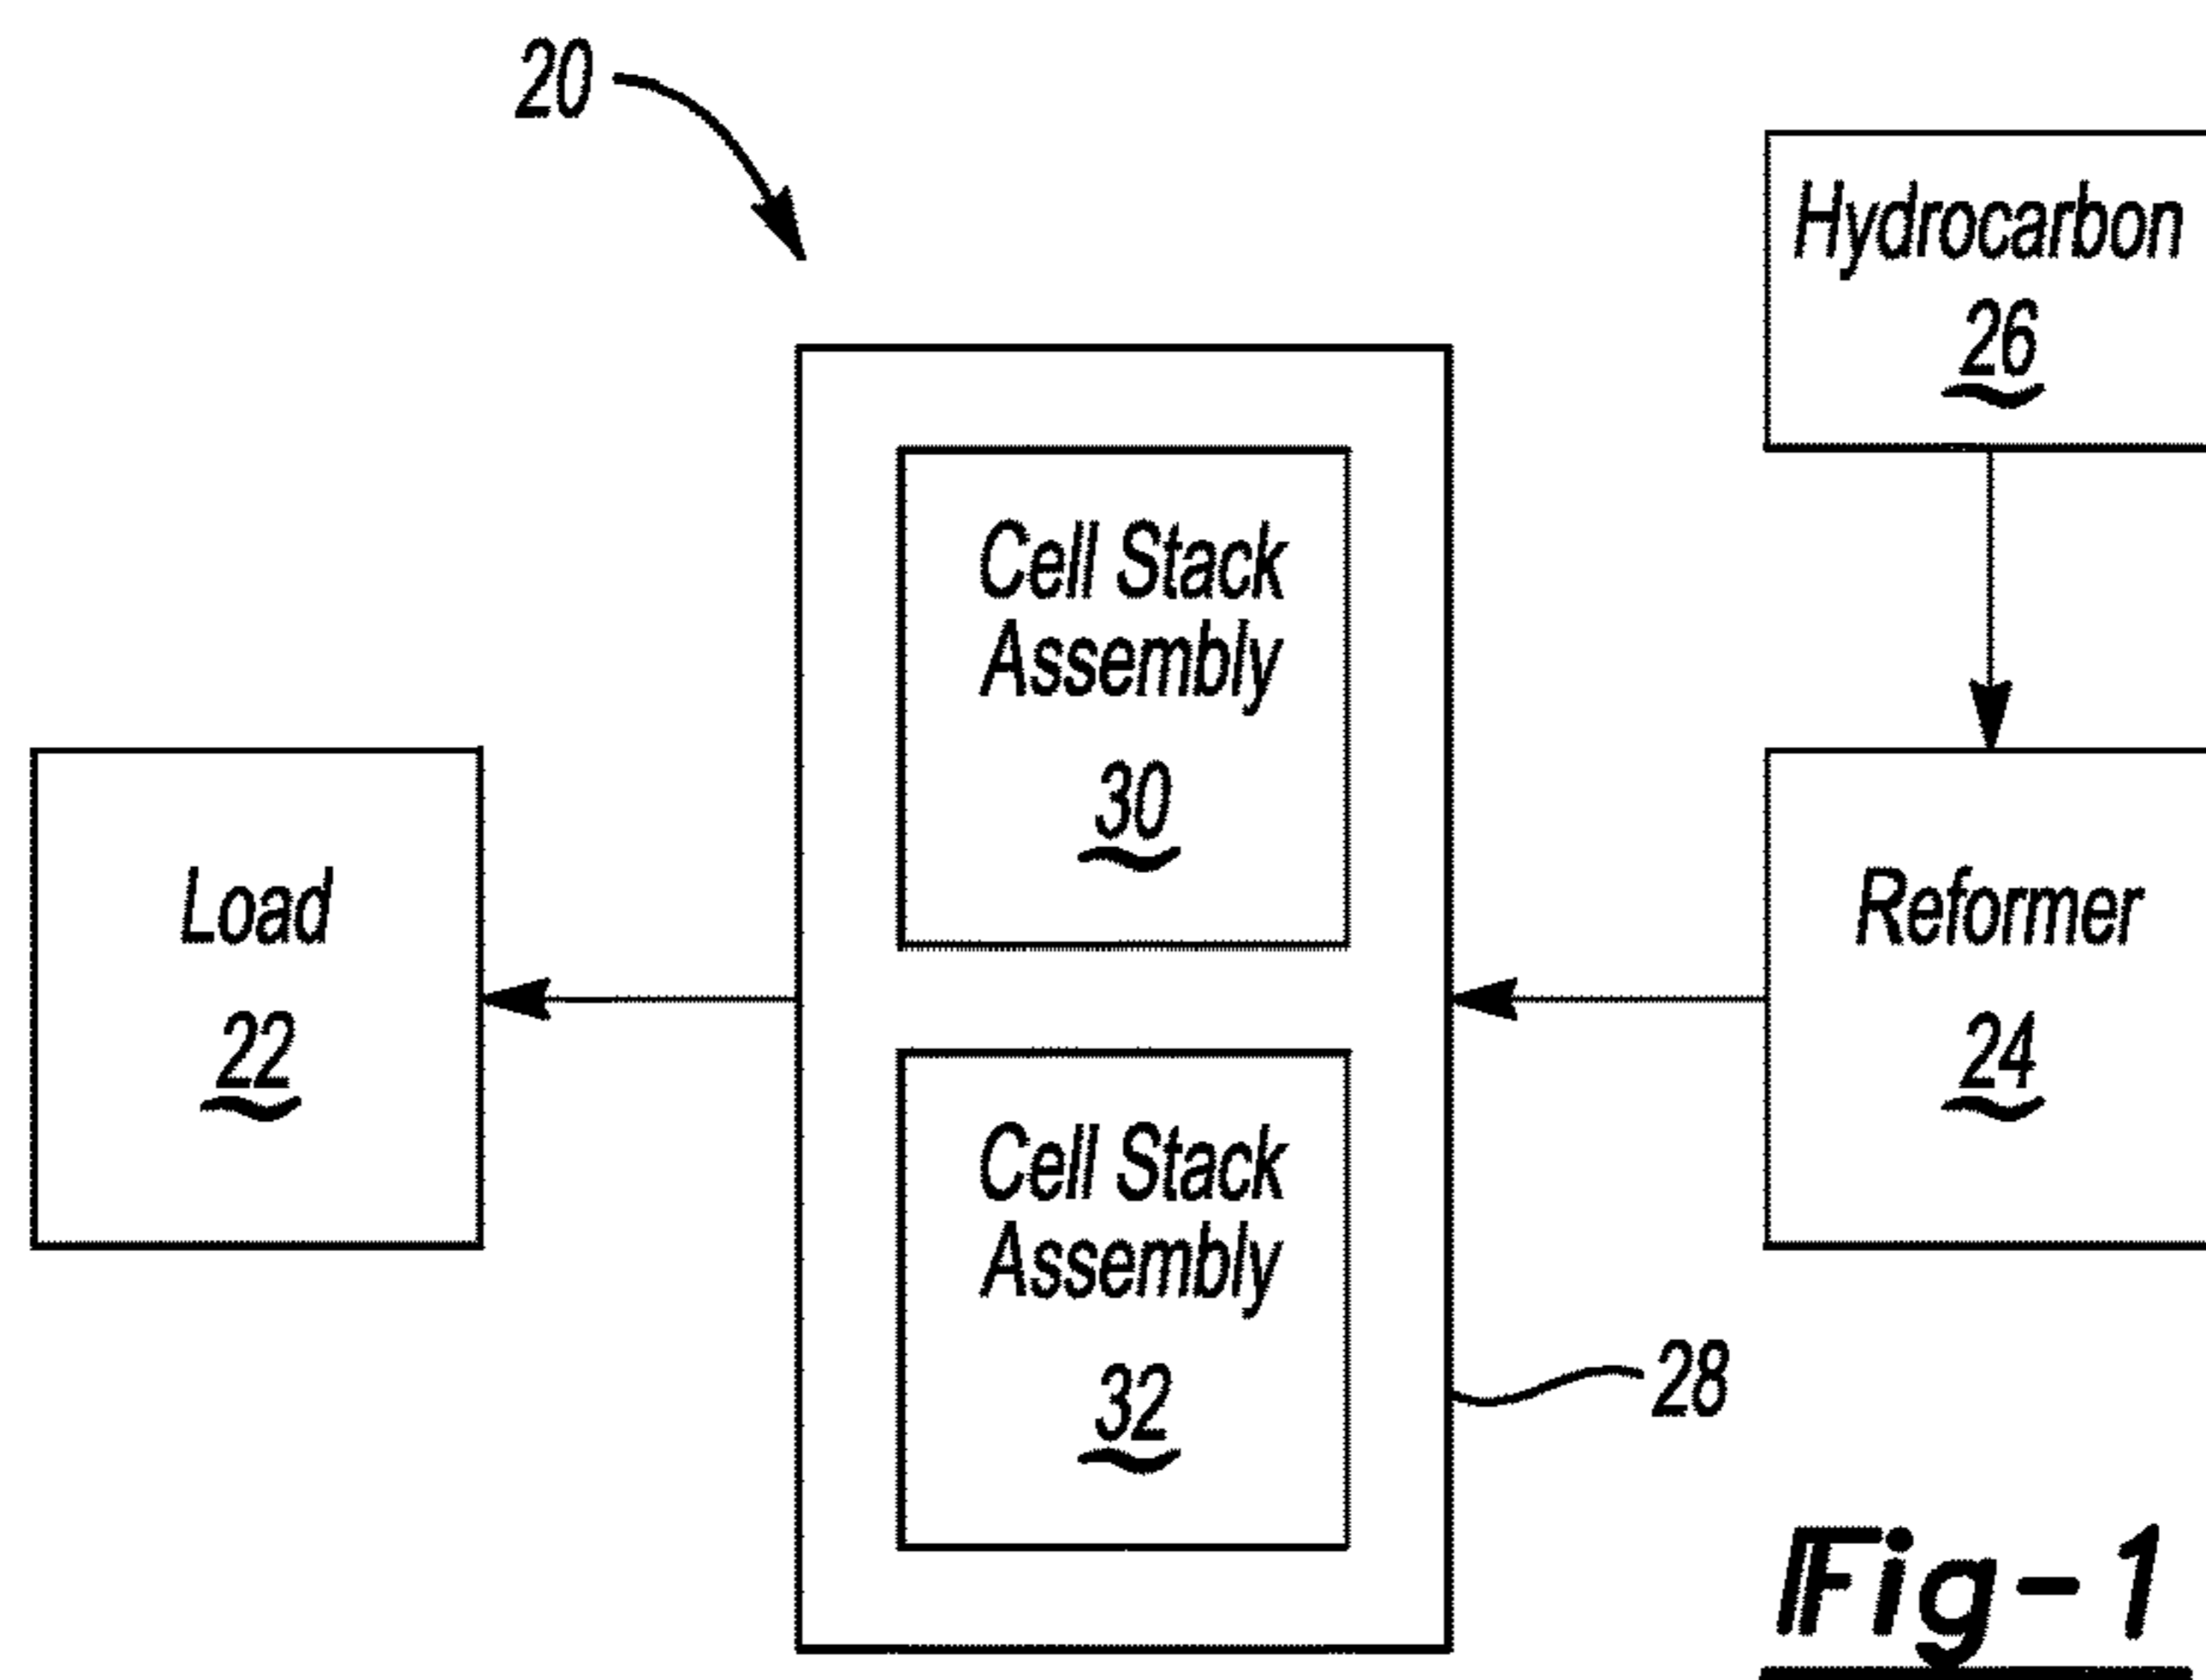 20
Hydrocarbon
26
Cell Stack
Assembly
30
Load
22
Reformer
24
Cell Stack
Assembly
32
28
Fig-1